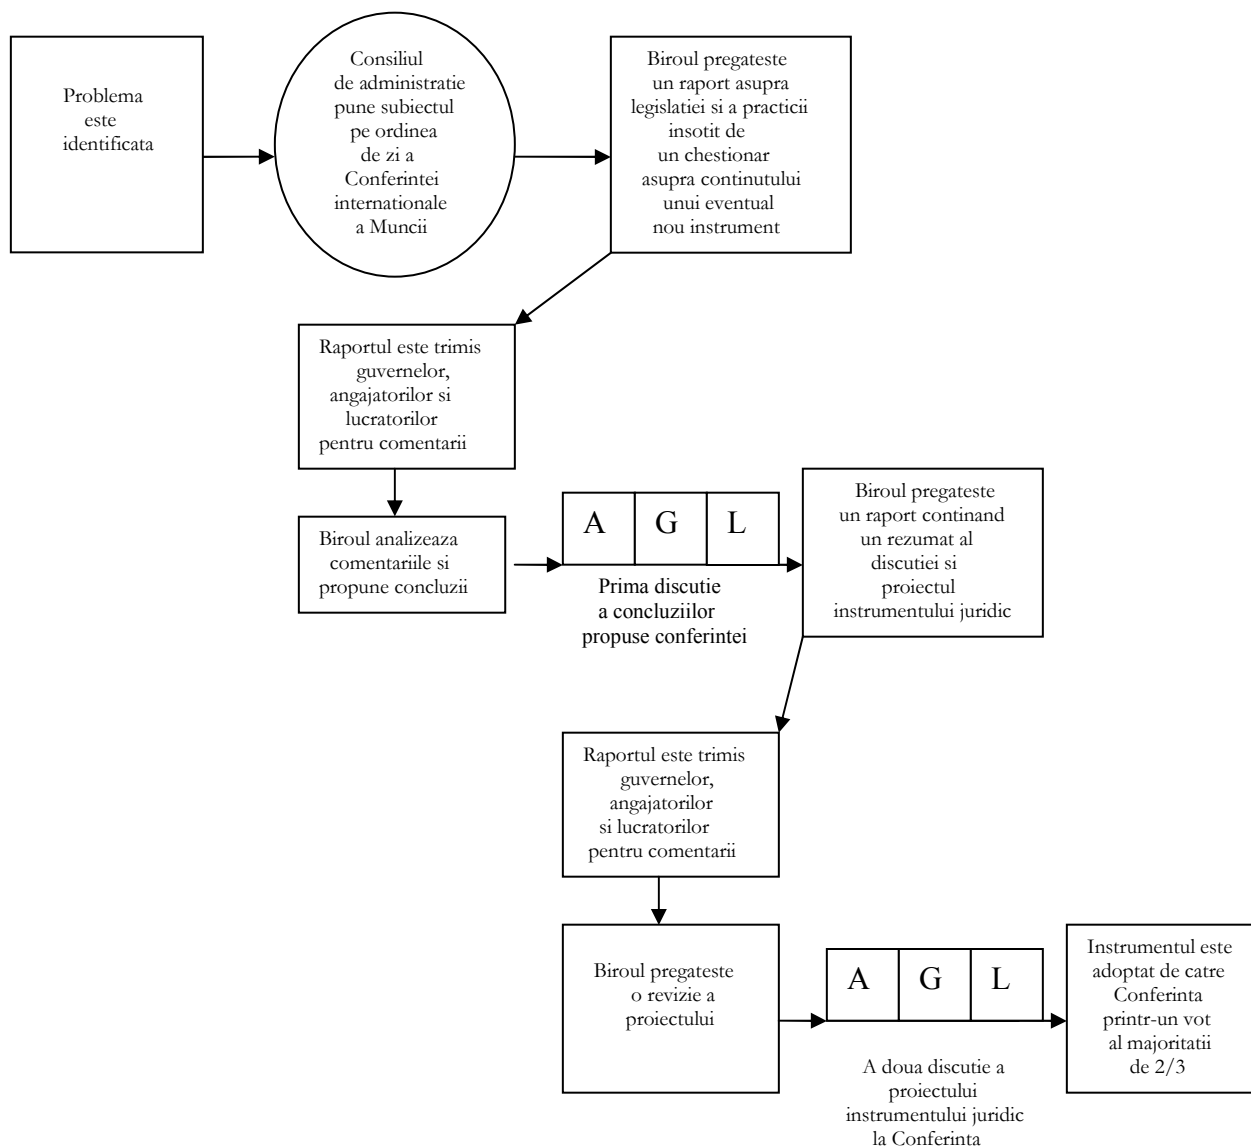 Problema
este
identificata
Consiliul
de administratie
pune subiectul
pe ordinea
de zi a
Conferintei
internationale
a Muncii
Biroul pregateste
un raport asupra
legislatiei si a practicii
insotit de
un chestionar
asupra continutului
unui eventual
nou instrument
Raportul este trimis
guvernelor,
angajatorilor si
lucratorilor
pentru comentarii
Biroul analizeaza
comentariile si
propune concluzii
A G L
Prima discutie
a concluziilor
propuse conferintei
Biroul pregateste
un raport continand
un rezumat al
discutiei si
proiectul
instrumentului juridic
Raportul este trimis
guvernelor,
angajatorilor
si lucratorilor
pentru comentarii
Biroul pregateste
o revizie a
proiectului
A G L
A doua discutie a
proiectului
instrumentului juridic
la Conferinta
Instrumentul este
adoptat de catre
Conferinta
printr-un vot
al majoritatii
de 2/3